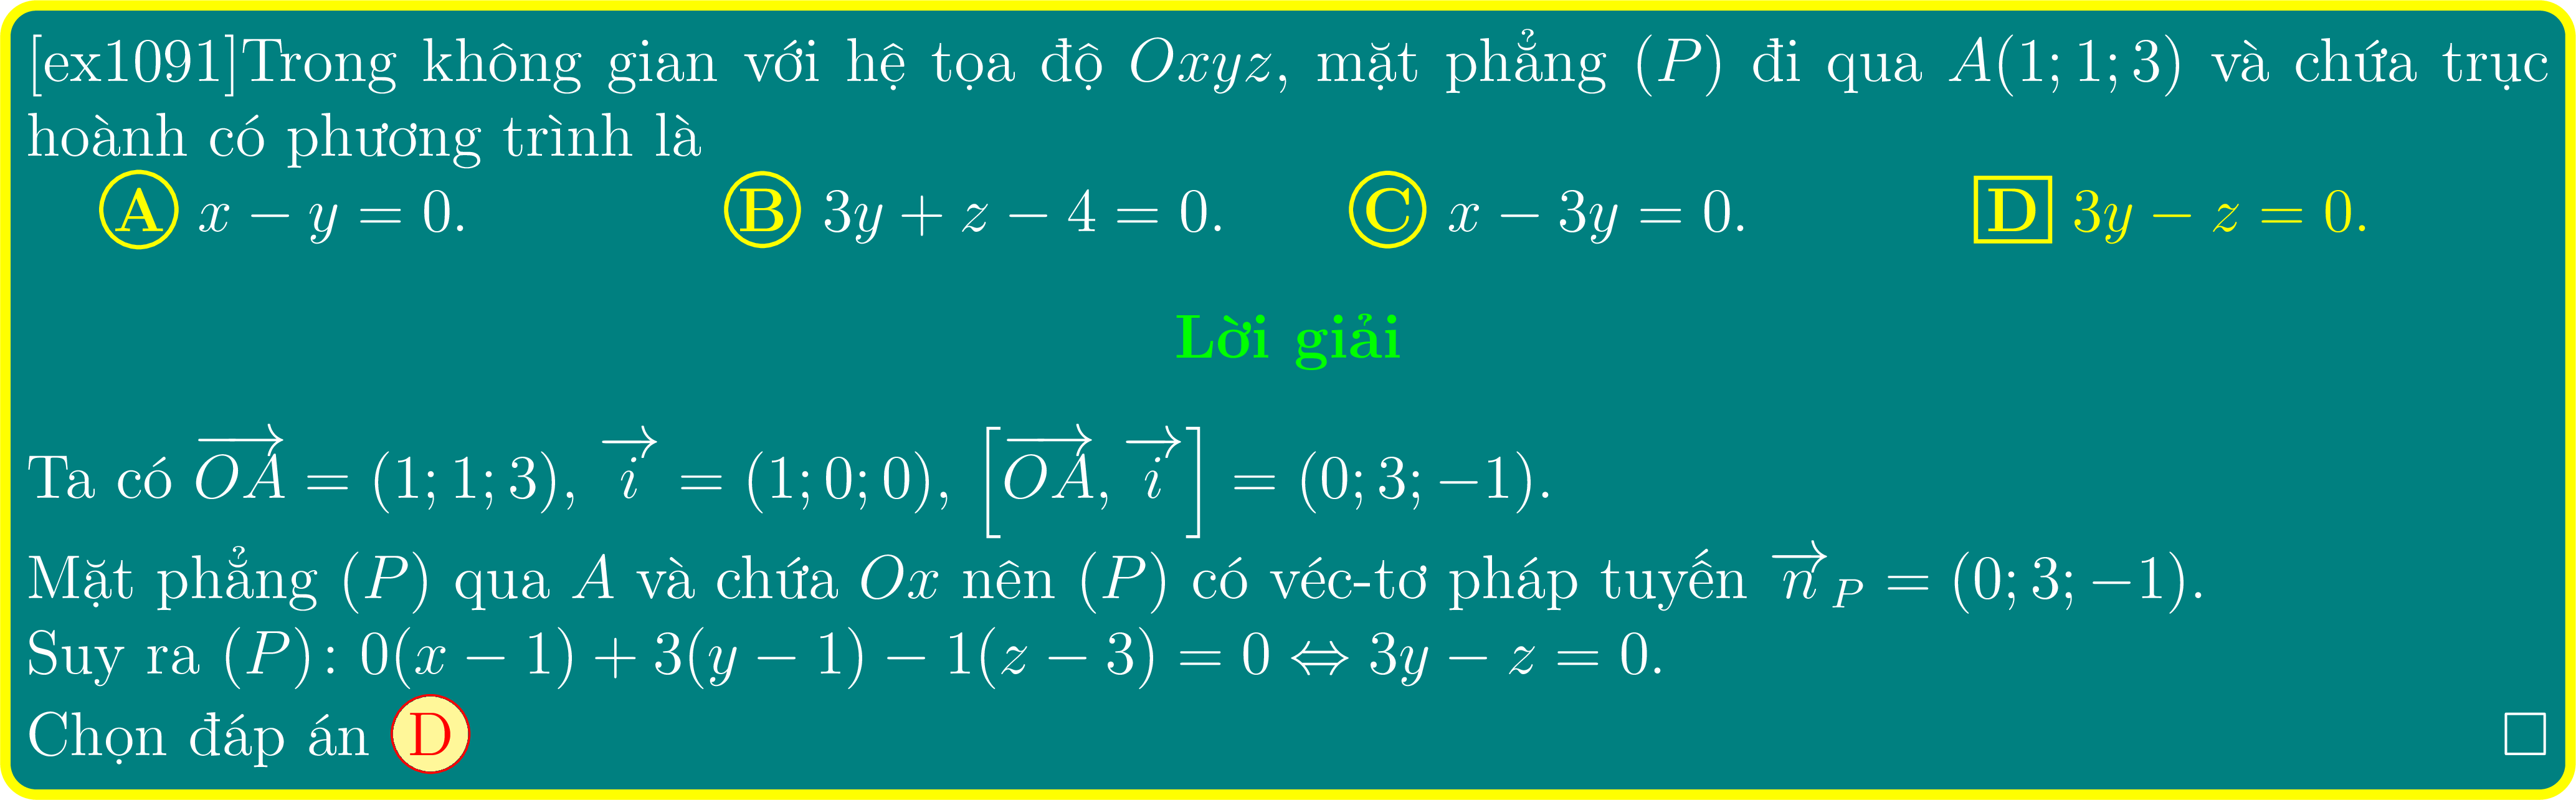 [ex1091]Trong không gian với hệ tọa độ Oxyz, mặt phẳng (P) đi qua A(1; 1; 3) và chứa trục
hoành có phương trình là
A x − y = 0. B 3y + z − 4 = 0. C x − 3y = 0. D 3y − z = 0.
Lời giải
Ta có $\overrightarrow{OA}$ = (1; 1; 3), $\overrightarrow{i}$ = (1; 0; 0), $\left[\overrightarrow{OA}, \overrightarrow{i}\right]$ = (0; 3; −1).
Mặt phẳng (P) qua A và chứa Ox nên (P) có véc-tơ pháp tuyến $\overrightarrow{n}_P$ = (0; 3; −1).
Suy ra (P): 0(x − 1) + 3(y − 1) − 1(z − 3) = 0 ⇔ 3y − z = 0.
Chọn đáp án D □